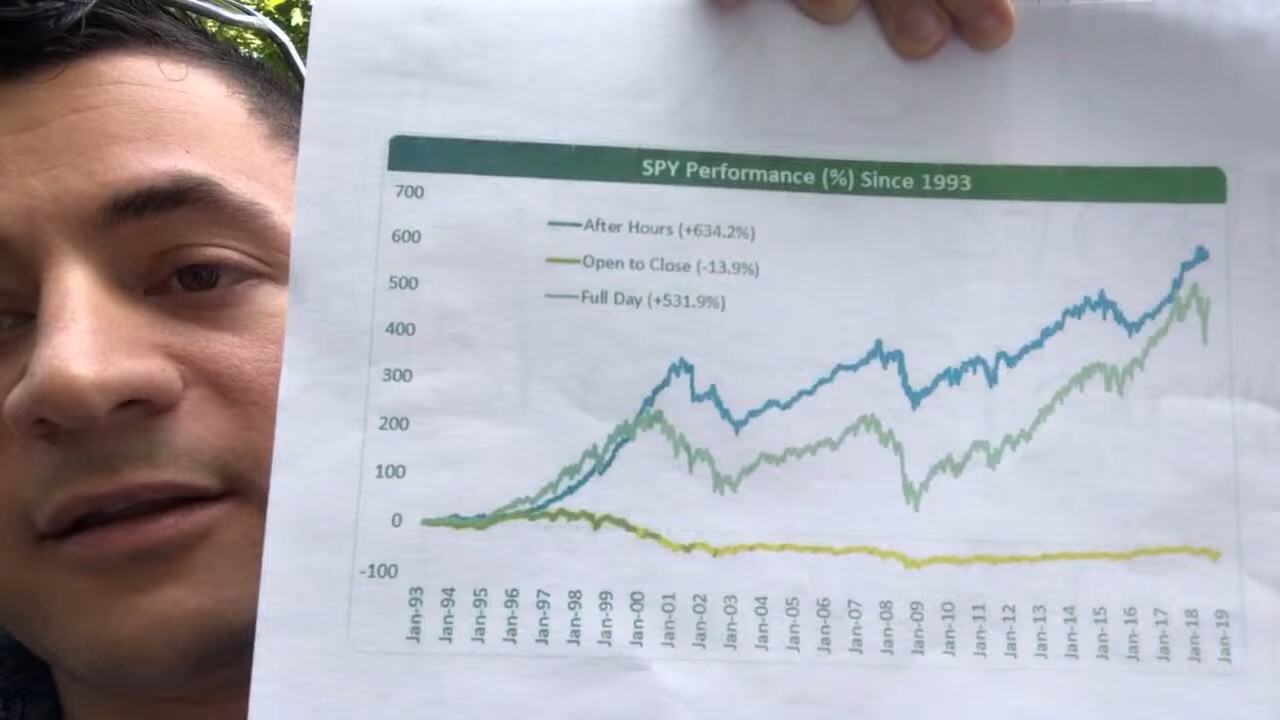 SPY Performance (%) Since 1993
700
600
500
400
300
200
100
0
-100
After Hours (+634.2%)
Open to Close (-13.9%)
Full Day (+531.9%)
Jan-93
Jan-94
Jan-95
Jan-96
Jan-97
Jan-98
Jan-99
Jan-00
Jan-01
Jan-02
Jan-03
Jan-04
Jan-05
Jan-06
Jan-07
Jan-08
Jan-09
Jan-10
Jan-11
Jan-12
Jan-13
Jan-14
Jan-15
Jan-16
Jan-17
Jan-18
Jan-19